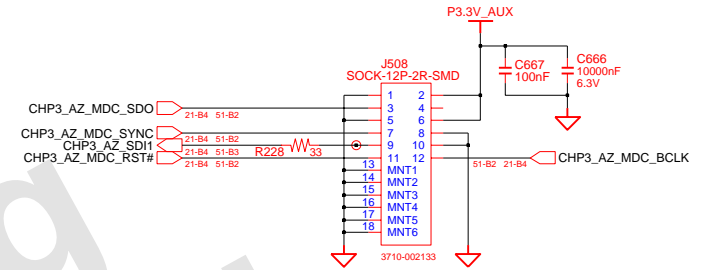 P3.3V_AUX
J508
SOCK-12P-2R-SMD
C667
100nF
C666
10000nF
6.3V
1 2
CHP3_AZ_MDC_SDO 3 4
21-B4 51-B2
5 6
CHP3_AZ_MDC_SYNC 7 8
21-B4 51-B2
CHP3_AZ_SDI1 9 10
21-B4 51-B3 R228 33
CHP3_AZ_MDC_RST# 11 12 CHP3_AZ_MDC_BCLK
21-B4 51-B2
51-B2 21-B4
13 MNT1
14 MNT2
15 MNT3
16 MNT4
17 MNT5
18 MNT6
3710-002133